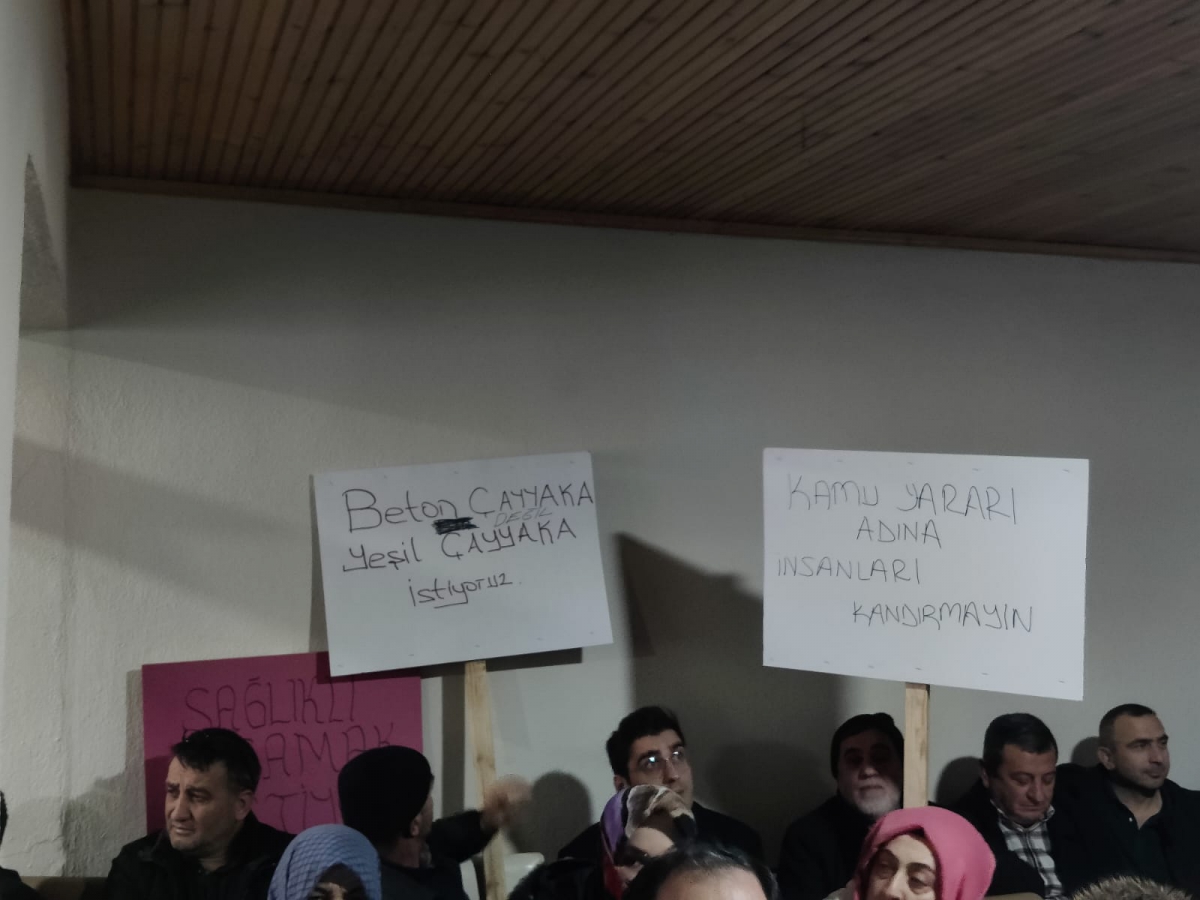 Beton ÇAYYAKA
DEĞİL
yeşil ÇAYYAKA
istiyoruz.
KAMU YARARI
ADINA
İNSANLARI
KANDIRMAYIN
SAĞLIKLI